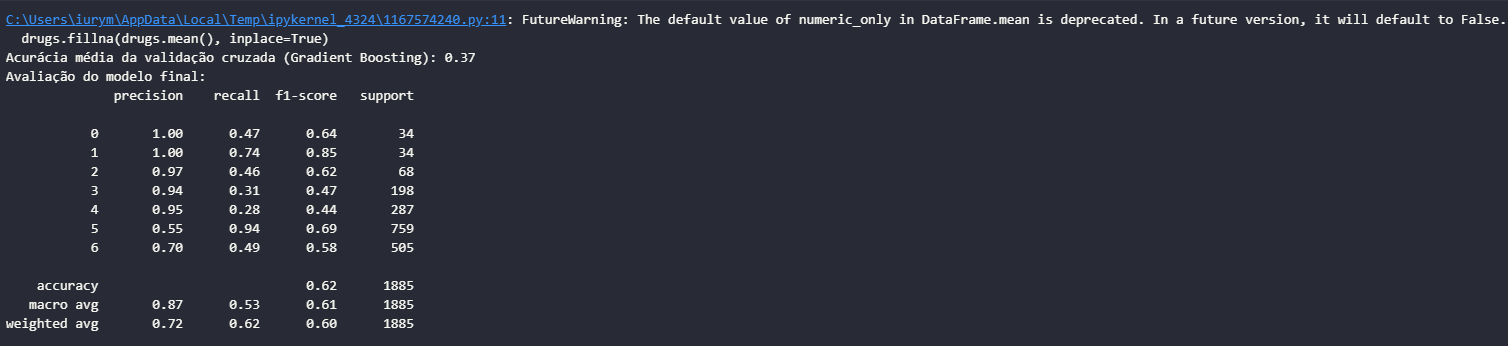 C:\Users\iurym\AppData\Local\Temp\ipykernel_4324\1167574240.py:11: FutureWarning: The default value of numeric_only in DataFrame.mean is deprecated. In a future version, it will default to False.
  drugs.fillna(drugs.mean(), inplace=True)
Acurácia média da validação cruzada (Gradient Boosting): 0.37
Avaliação do modelo final:
              precision    recall  f1-score   support
           0       1.00      0.47      0.64        34
           1       1.00      0.74      0.85        34
           2       0.97      0.46      0.62        68
           3       0.94      0.31      0.47       198
           4       0.95      0.28      0.44       287
           5       0.55      0.94      0.69       759
           6       0.70      0.49      0.58       505
    accuracy                           0.62      1885
   macro avg       0.87      0.53      0.61      1885
weighted avg       0.72      0.62      0.60      1885